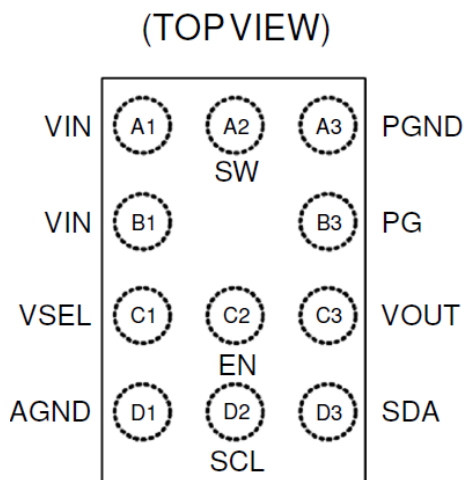 (TOP VIEW)
VIN A1 A2 A3 PGND
SW
VIN B1 B3 PG
VSEL C1 C2 C3 VOUT
EN
AGND D1 D2 D3 SDA
SCL